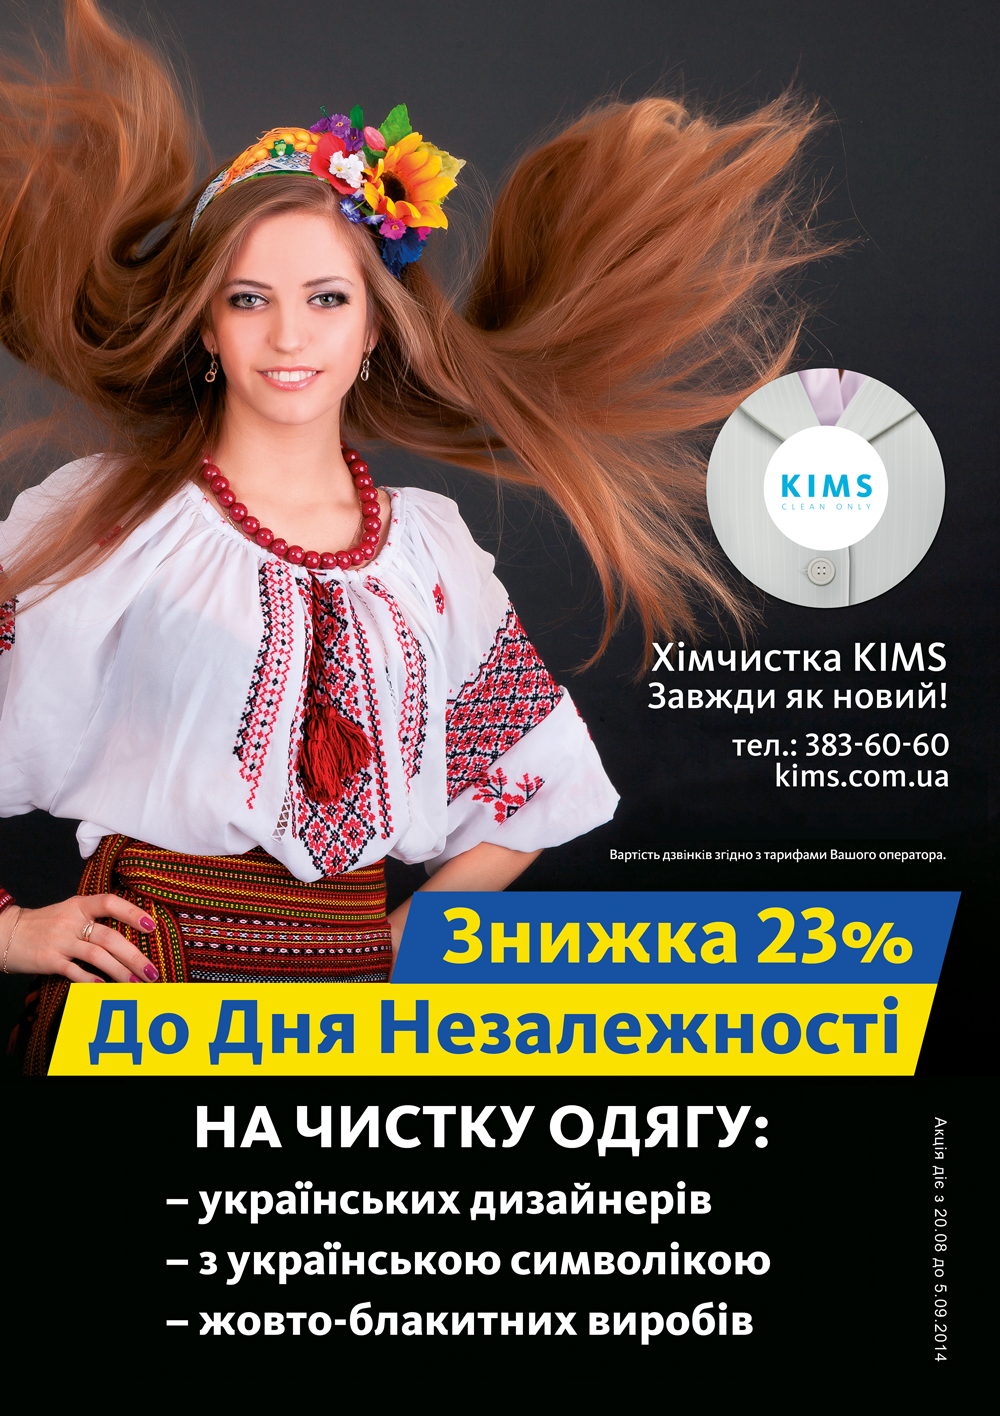 KIMS
CLEAN ONLY
Хімчистка KIMS
Завжди як новий!
тел.: 383-60-60
kims.com.ua
Вартість дзвінків згідно з тарифами Вашого оператора.
Знижка 23%
До Дня Незалежності
НА ЧИСТКУ ОДЯГУ:
– українських дизайнерів
– з українською символікою
– жовто-блакитних виробів
Акція діє з 20.08 до 5.09.2014